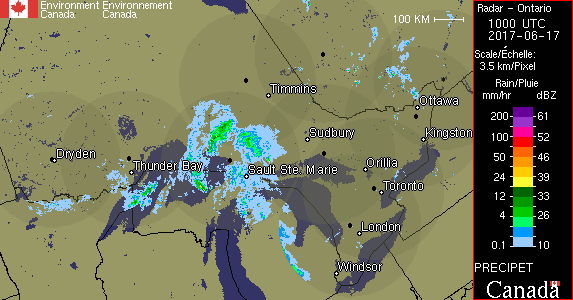 Environment Environnement
Canada Canada
100 KM
Timmins
Ottawa
Sudbury
Kingston
Dryden
Thunder Bay
Sault Ste. Marie
Orillia
Toronto
London
Windsor
Radar - Ontario
1000 UTC
2017-06-17
Scale/Échelle:
3.5 km/Pixel
Rain/Pluie
mm/hr dBZ
200 61
100 52
50 46
24 39
12 33
4 26
0.1 10
PRECIPET
Canada